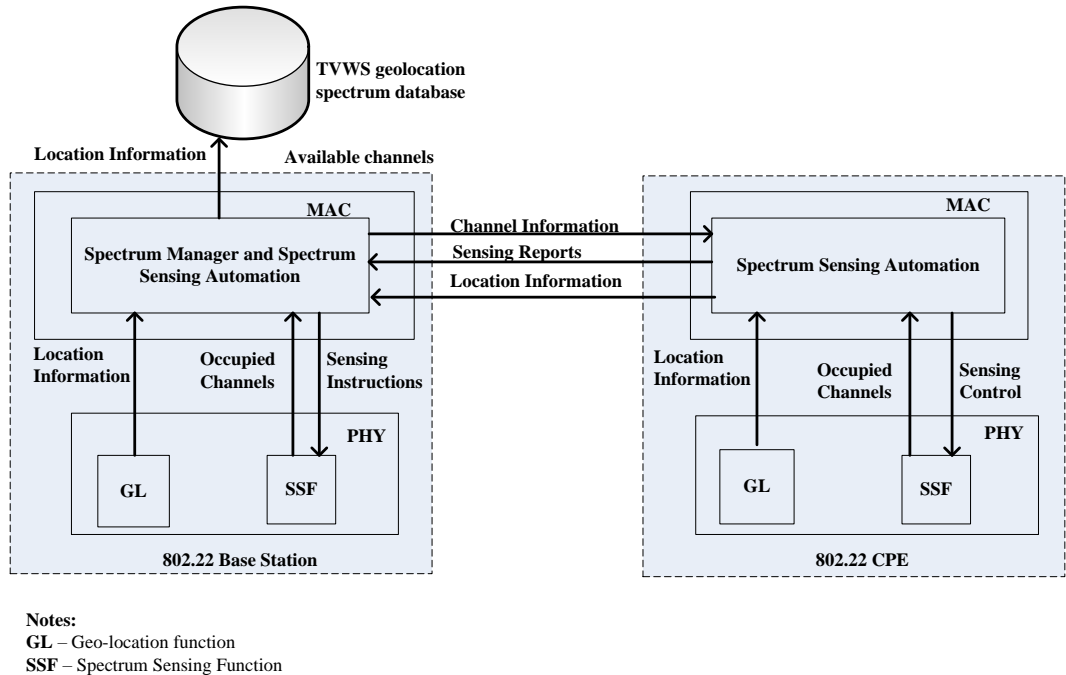 TVWS geolocation
spectrum database
Location Information
Available channels
MAC
Spectrum Manager and Spectrum
Sensing Automation
Channel Information
Sensing Reports
Location Information
MAC
Spectrum Sensing Automation
Location
Information
Occupied
Channels
Sensing
Instructions
Location
Information
Occupied
Channels
Sensing
Control
PHY
GL
SSF
PHY
GL
SSF
802.22 Base Station
802.22 CPE
Notes:
GL – Geo-location function
SSF – Spectrum Sensing Function